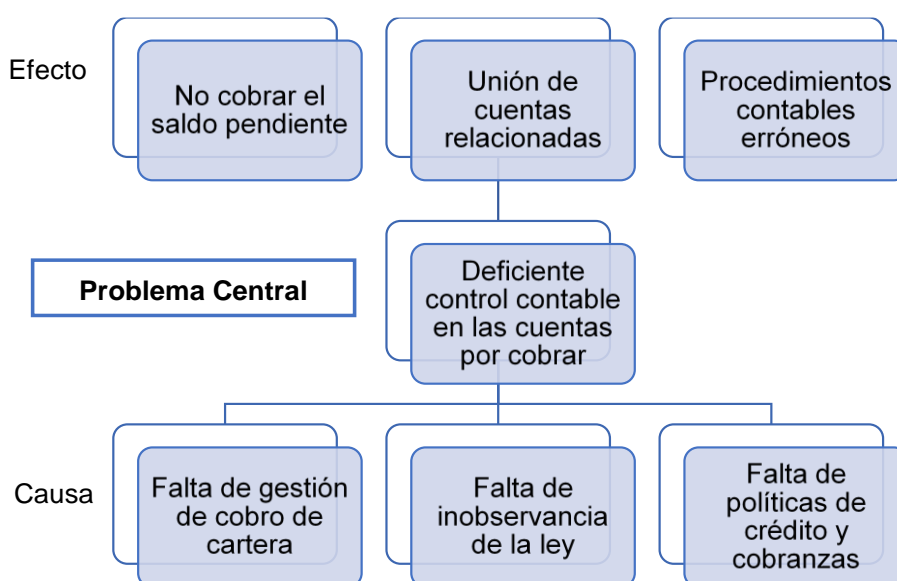 Efecto
No cobrar el
saldo pendiente
Unión de
cuentas
relacionadas
Procedimientos
contables
erróneos
Problema Central
Deficiente
control contable
en las cuentas
por cobrar
Causa
Falta de gestión
de cobro de
cartera
Falta de
inobservancia
de la ley
Falta de
políticas de
crédito y
cobranzas